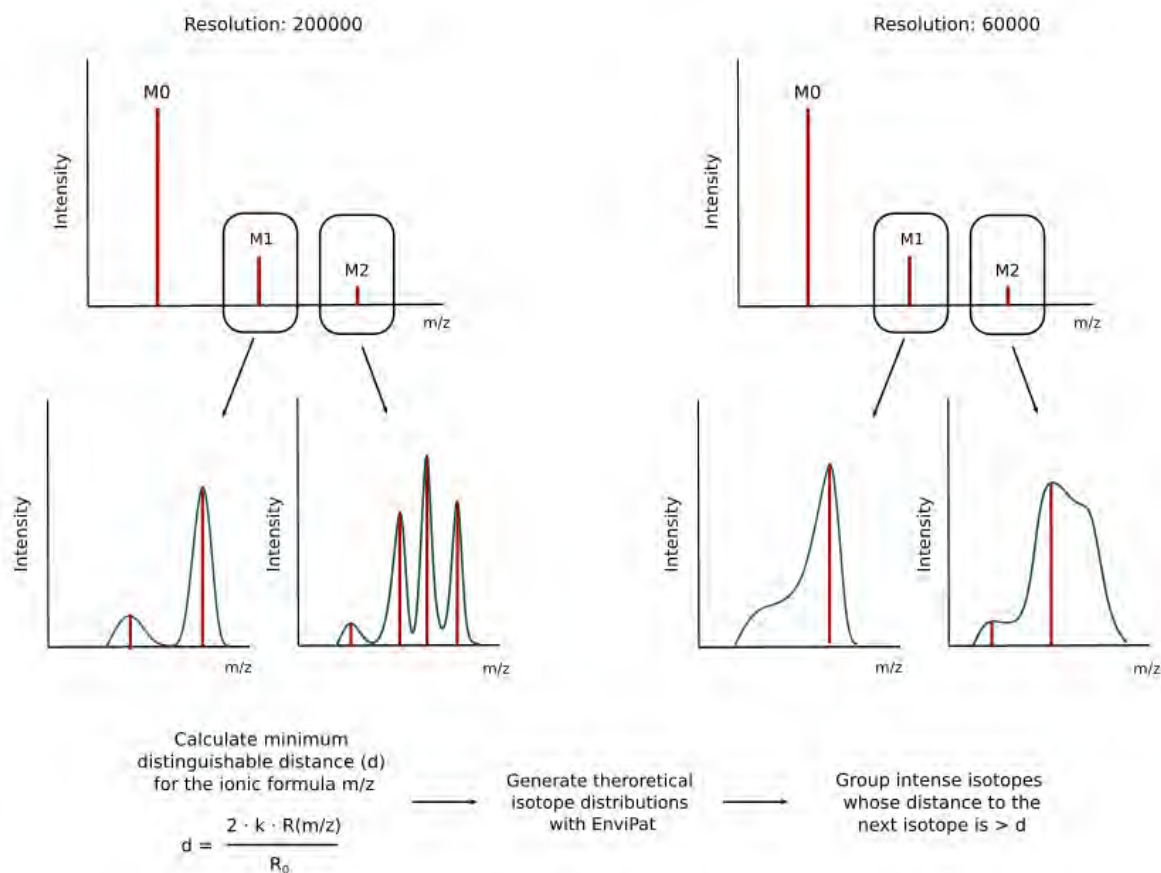 Resolution: 200000
Resolution: 60000
M0
M1
M2
Intensity
m/z
M0
M1
M2
Intensity
m/z
Intensity
m/z
Intensity
m/z
Intensity
m/z
Intensity
m/z
Calculate minimum
distinguishable distance (d)
for the ionic formula m/z
d = 2 · k · R(m/z) / R₀
Generate theroretical
isotope distributions
with EnviPat
Group intense isotopes
whose distance to the
next isotope is > d